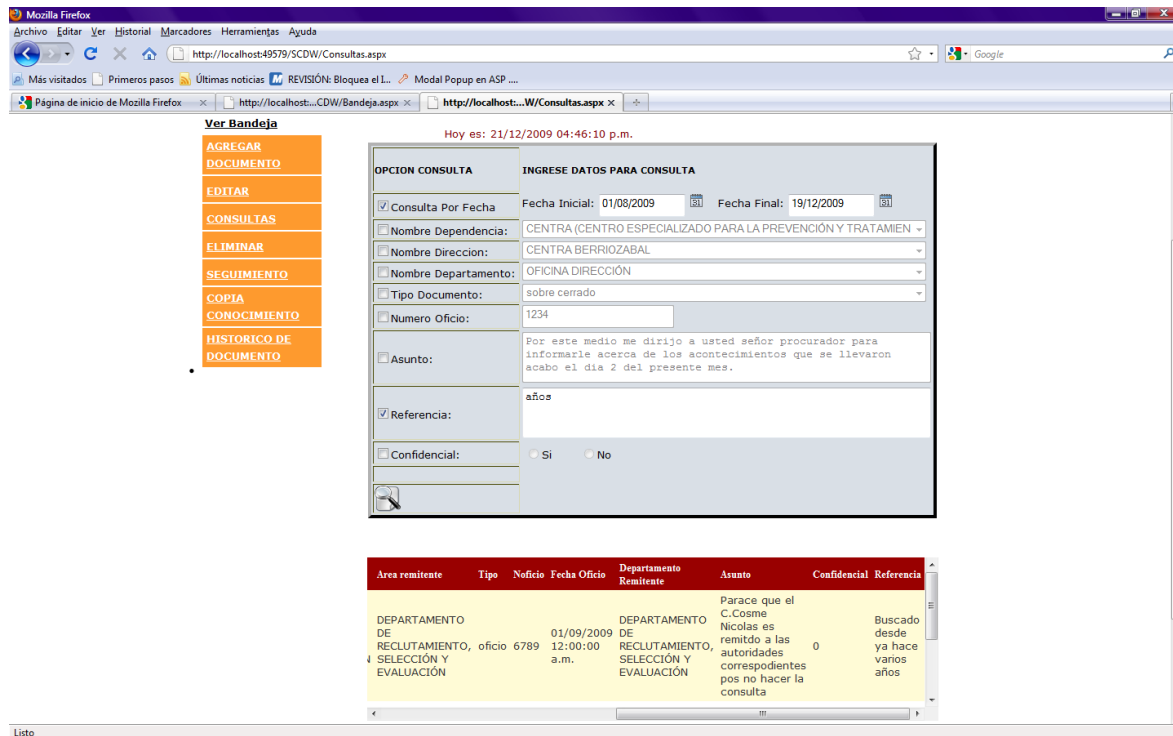 Mozilla Firefox
Archivo Editar Ver Historial Marcadores Herramientas Ayuda
http://localhost:49579/SCDW/Consultas.aspx
Google
Más visitados Primeros pasos Últimas noticias REVISIÓN: Bloquea el I... Modal Popup en ASP ....
Página de inicio de Mozilla Firefox http://localhost:...CDW/Bandeja.aspx http://localhost:...W/Consultas.aspx
Ver Bandeja
Hoy es: 21/12/2009 04:46:10 p.m.
AGREGAR
DOCUMENTO
EDITAR
CONSULTAS
ELIMINAR
SEGUIMIENTO
COPIA
CONOCIMIENTO
HISTORICO DE
DOCUMENTO
OPCION CONSULTA INGRESE DATOS PARA CONSULTA
Consulta Por Fecha Fecha Inicial: 01/08/2009 31 Fecha Final: 19/12/2009 31
Nombre Dependencia: CENTRA (CENTRO ESPECIALIZADO PARA LA PREVENCIÓN Y TRATAMIEN
Nombre Direccion: CENTRA BERRIOZABAL
Nombre Departamento: OFICINA DIRECCIÓN
Tipo Documento: sobre cerrado
Numero Oficio: 1234
Asunto:
Por este medio me dirijo a usted señor procurador para
informarle acerca de los acontecimientos que se llevaron
acabo el dia 2 del presente mes.
Referencia:
años
Confidencial: Si No
Area remitente Tipo Noficio Fecha Oficio Departamento Remitente Asunto Confidencial Referencia
DEPARTAMENTO
DE
RECLUTAMIENTO,
SELECCIÓN Y
EVALUACIÓN
oficio
6789
01/09/2009
12:00:00
a.m.
DEPARTAMENTO
DE
RECLUTAMIENTO,
SELECCIÓN Y
EVALUACIÓN
Parace que el
C.Cosme
Nicolas es
remitdo a las
autoridades
correspodientes
pos no hacer la
consulta
0
Buscado
desde
ya hace
varios
años
Listo